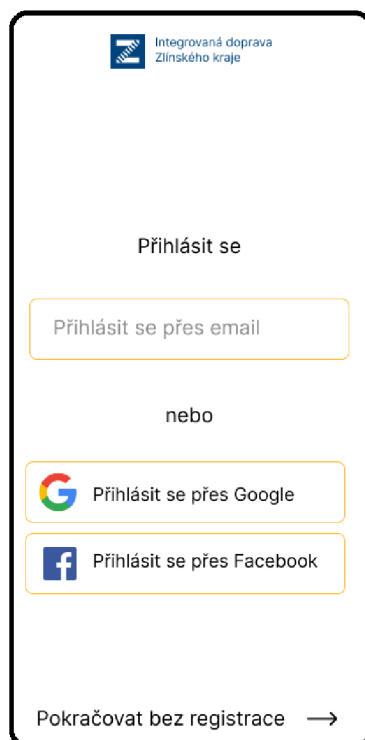 Integrovaná doprava
Zlínského kraje
Přihlásit se
Přihlásit se přes email
nebo
Přihlásit se přes Google
Přihlásit se přes Facebook
Pokračovat bez registrace